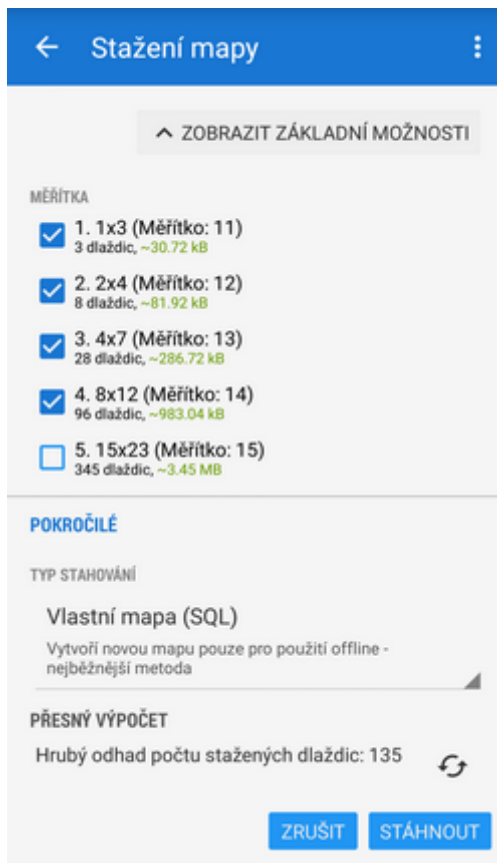 Stažení mapy
ZOBRAZIT ZÁKLADNÍ MOŽNOSTI
MĚŘÍTKA
1. 1x3 (Měřítko: 11)
3 dlaždic, ~30.72 kB
2. 2x4 (Měřítko: 12)
8 dlaždic, ~81.92 kB
3. 4x7 (Měřítko: 13)
28 dlaždic, ~286.72 kB
4. 8x12 (Měřítko: 14)
96 dlaždic, ~983.04 kB
5. 15x23 (Měřítko: 15)
345 dlaždic, ~3.45 MB
POKROČILÉ
TYP STAHOVÁNÍ
Vlastní mapa (SQL)
Vytvoří novou mapu pouze pro použití offline -
nejběžnější metoda
PŘESNÝ VÝPOČET
Hrubý odhad počtu stažených dlaždic: 135
ZRUŠIT STÁHNOUT